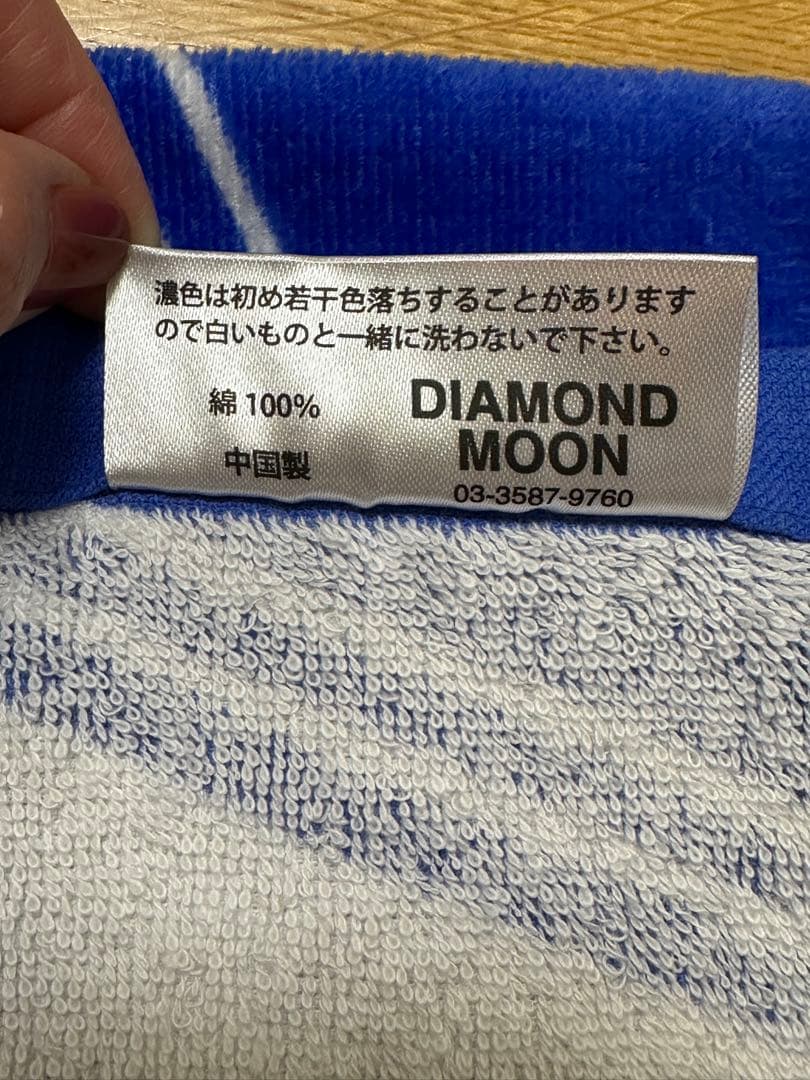 濃色は初め若干色落ちすることがあります
ので白いものと一緒に洗わないで下さい。
綿 100%
中国製
DIAMOND
MOON
03-3587-9760